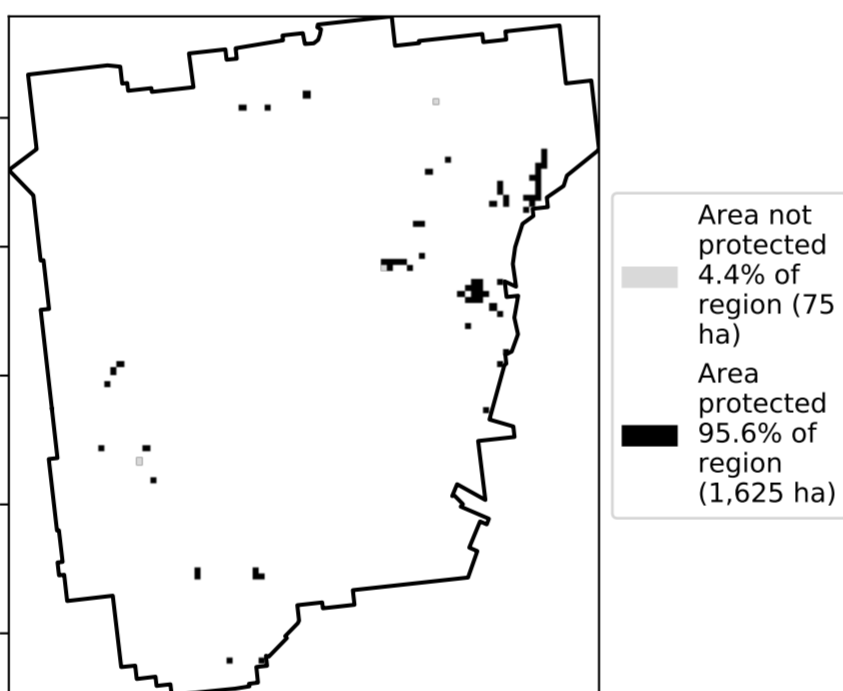 Area not
protected
4.4% of
region (75
ha)
Area
protected
95.6% of
region
(1,625 ha)